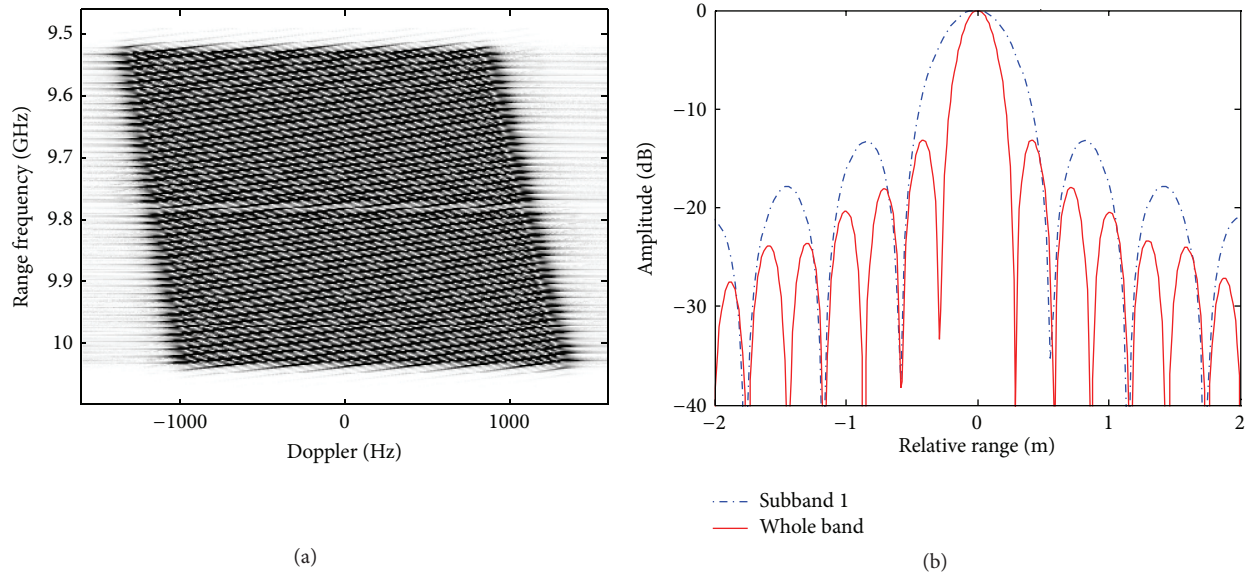 9.5
9.6
9.7
9.8
9.9
10
Range frequency (GHz)
−1000
0
1000
Doppler (Hz)
(a)
0
−10
−20
−30
−40
Amplitude (dB)
−2
−1
0
1
2
Relative range (m)
Subband 1
Whole band
(b)